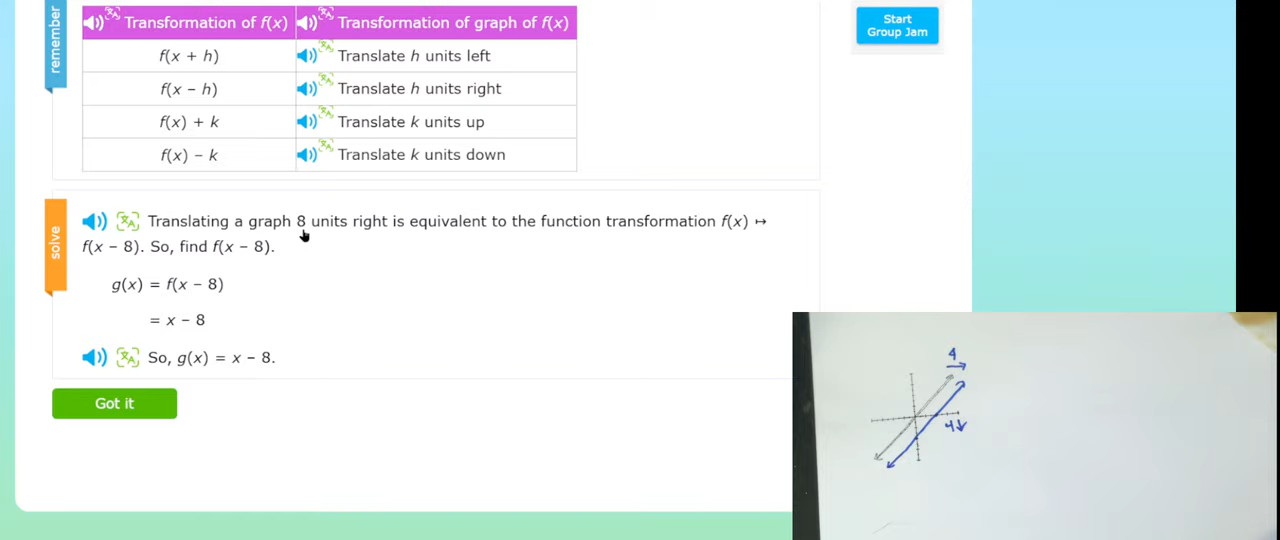 remember
Transformation of f(x) Transformation of graph of f(x)
f(x + h) Translate h units left
f(x − h) Translate h units right
f(x) + k Translate k units up
f(x) − k Translate k units down
Start
Group Jam
solve
Translating a graph 8 units right is equivalent to the function transformation f(x) ↦
f(x − 8). So, find f(x − 8).
g(x) = f(x − 8)
= x − 8
So, g(x) = x − 8.
Got it
4
4↓